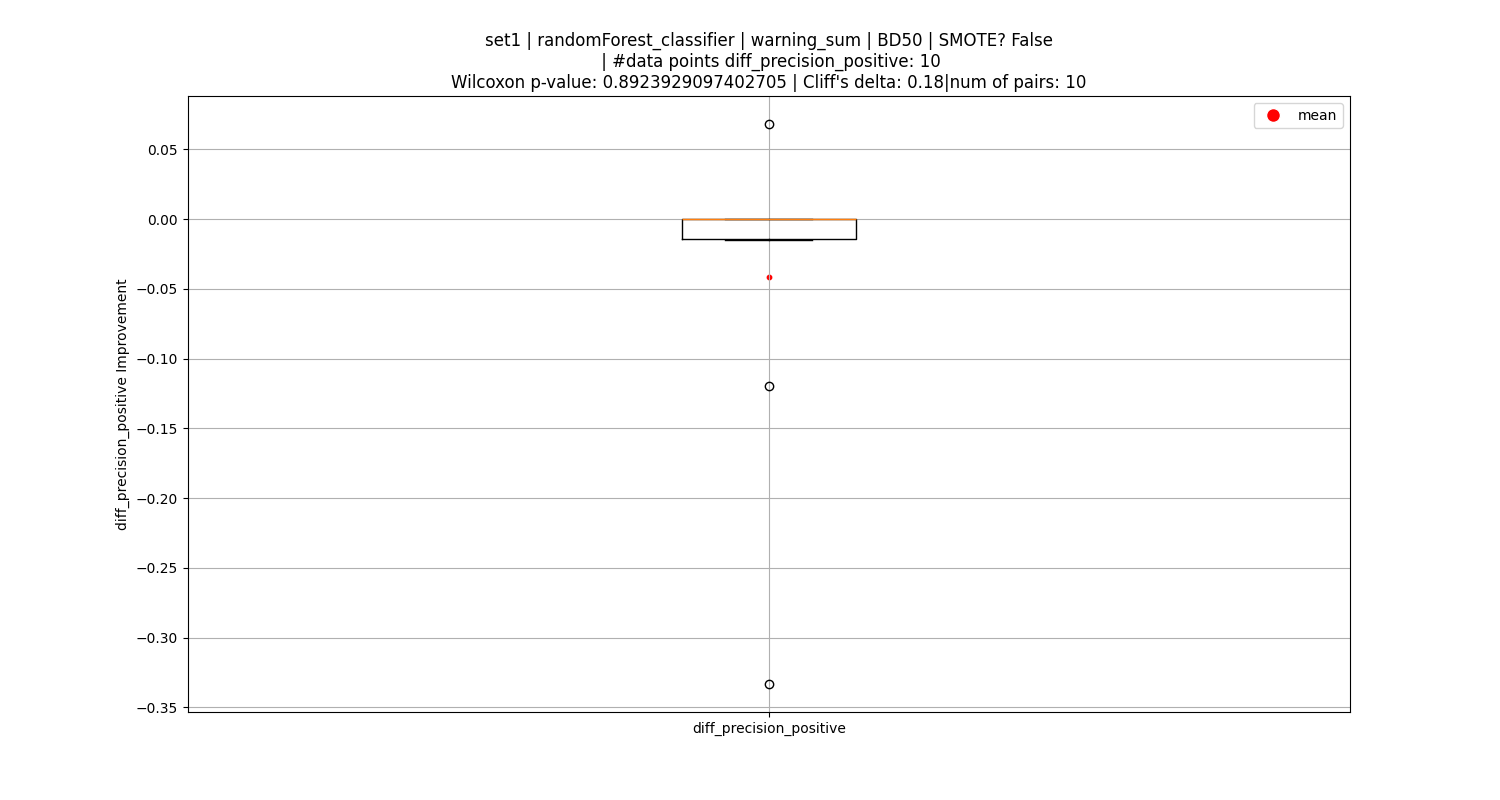 set1 | randomForest_classifier | warning_sum | BD50 | SMOTE? False
| #data points diff_precision_positive: 10
Wilcoxon p-value: 0.8923929097402705 | Cliff's delta: 0.18|num of pairs: 10
mean
0.05
0.00
−0.05
−0.10
−0.15
−0.20
−0.25
−0.30
−0.35
diff_precision_positive Improvement
diff_precision_positive